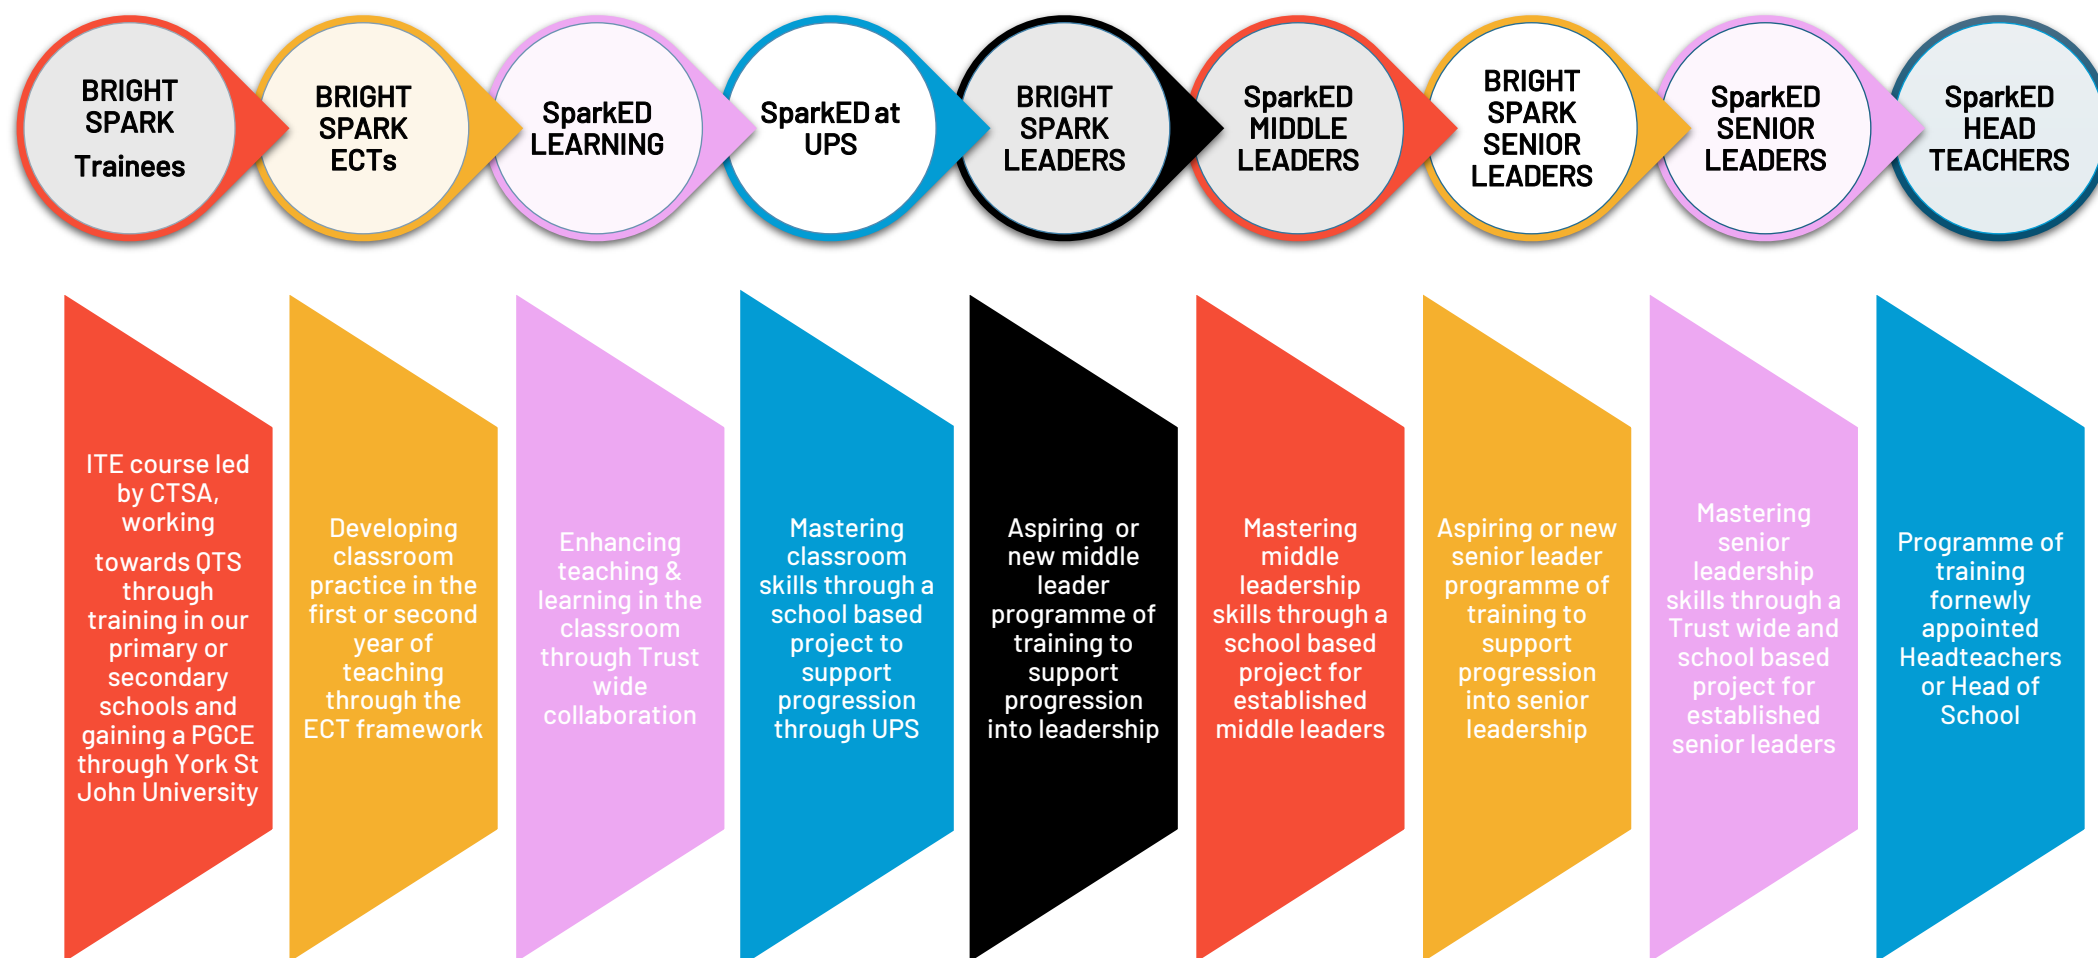 BRIGHT
SPARK
Trainees
BRIGHT
SPARK
ECTs
SparkED
LEARNING
SparkED at
UPS
BRIGHT
SPARK
LEADERS
SparkED
MIDDLE
LEADERS
BRIGHT
SPARK
SENIOR
LEADERS
SparkED
SENIOR
LEADERS
SparkED
HEAD
TEACHERS
ITE course led
by CTSA,
working
towards QTS
through
training in our
primary or
secondary
schools and
gaining a PGCE
through York St
John University
Developing
classroom
practice in the
first or second
year of
teaching
through the
ECT framework
Enhancing
teaching &
learning in the
classroom
through Trust
wide
collaboration
Mastering
classroom
skills through a
school based
project to
support
progression
through UPS
Aspiring or
new middle
leader
programme of
training to
support
progression
into leadership
Mastering
middle
leadership
skills through a
school based
project for
established
middle leaders
Aspiring or new
senior leader
programme of
training to
support
progression
into senior
leadership
Mastering
senior
leadership
skills through a
Trust wide and
school based
project for
established
senior leaders
Programme of
training
fornewly
appointed
Headteachers
or Head of
School